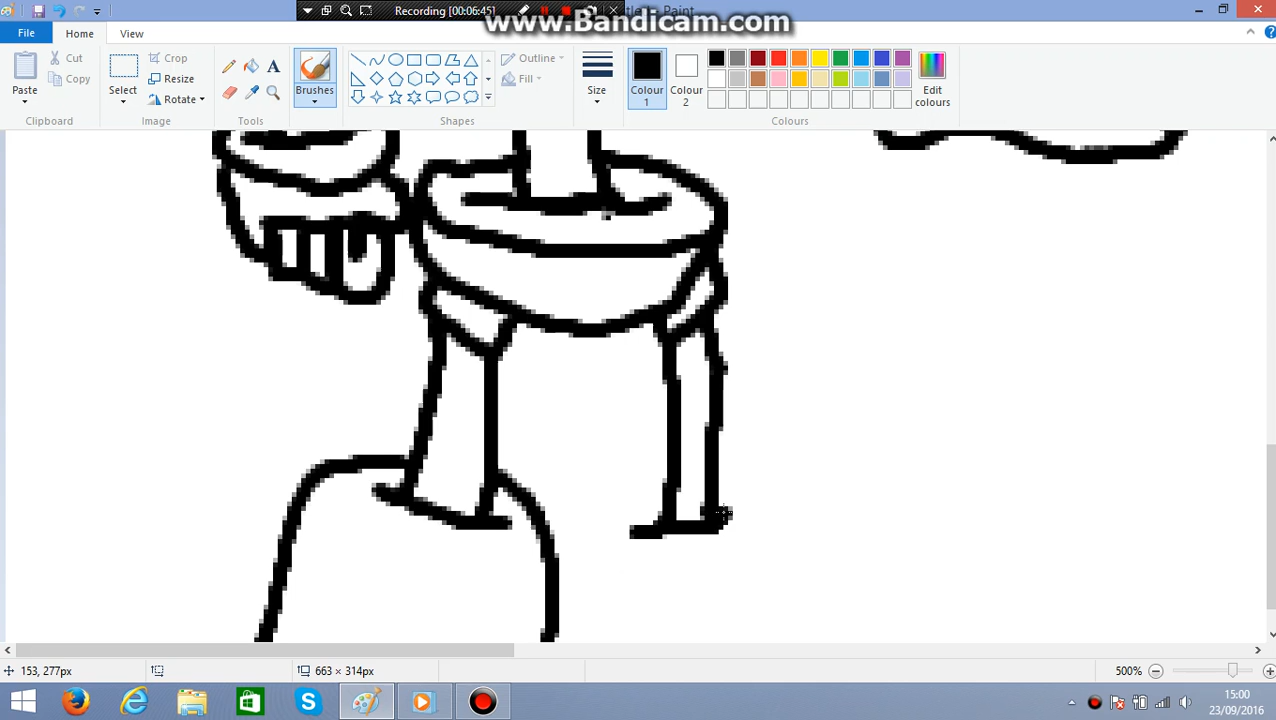 Recording [00:06:45]
Paint
www.Bandicam.com
File
Home
View
Paste
Cut
Copy
Clipboard
Select
Crop
Resize
Rotate
Image
A
Tools
Brushes
Outline
Fill
Shapes
Size
Colour
1
Colour
2
Edit
colours
Colours
153, 277px
663 × 314px
500%
15:00
23/09/2016